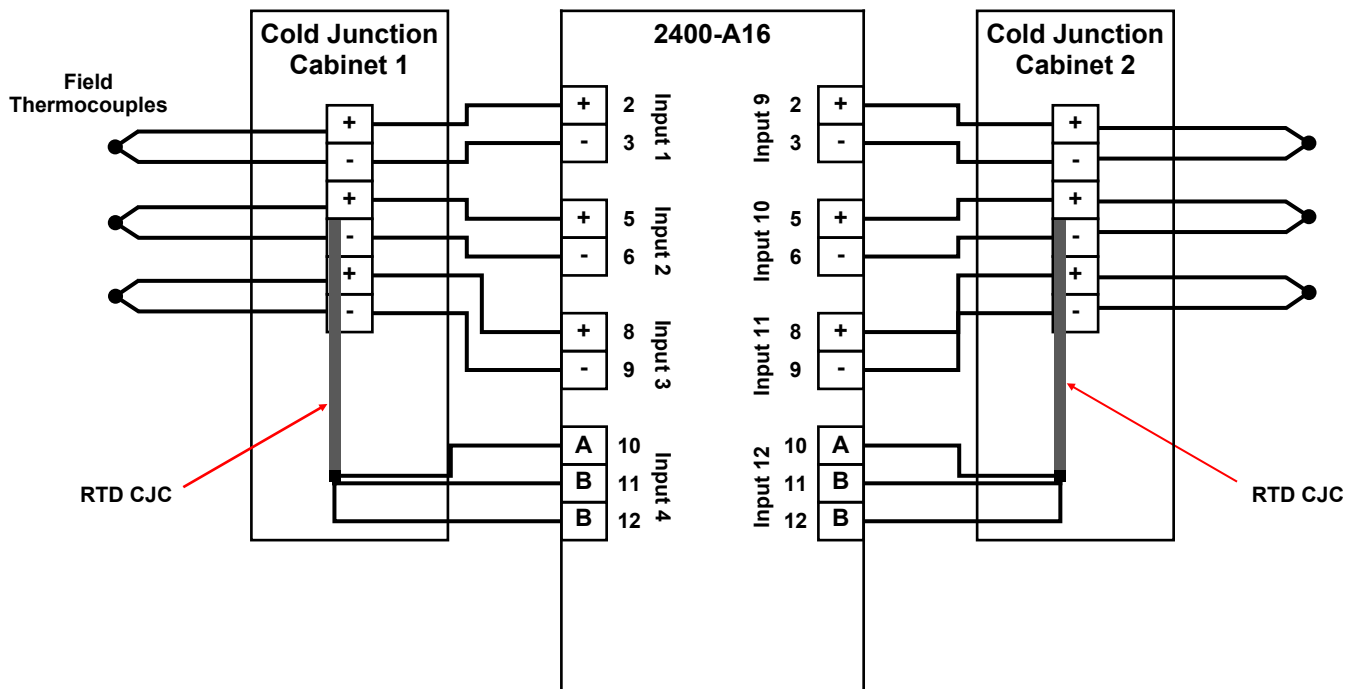 Cold Junction
Cabinet 1
2400-A16
Cold Junction
Cabinet 2
Field
Thermocouples
+
-
+
-
+
-
+ 2
- 3
Input 1
+ 5
- 6
Input 2
+ 8
- 9
Input 3
A 10
B 11
B 12
Input 4
Input 9
2 +
3 -
Input 10
5 +
6 -
Input 11
8 +
9 -
Input 12
10 A
11 B
12 B
+
-
+
-
+
-
RTD CJC
RTD CJC